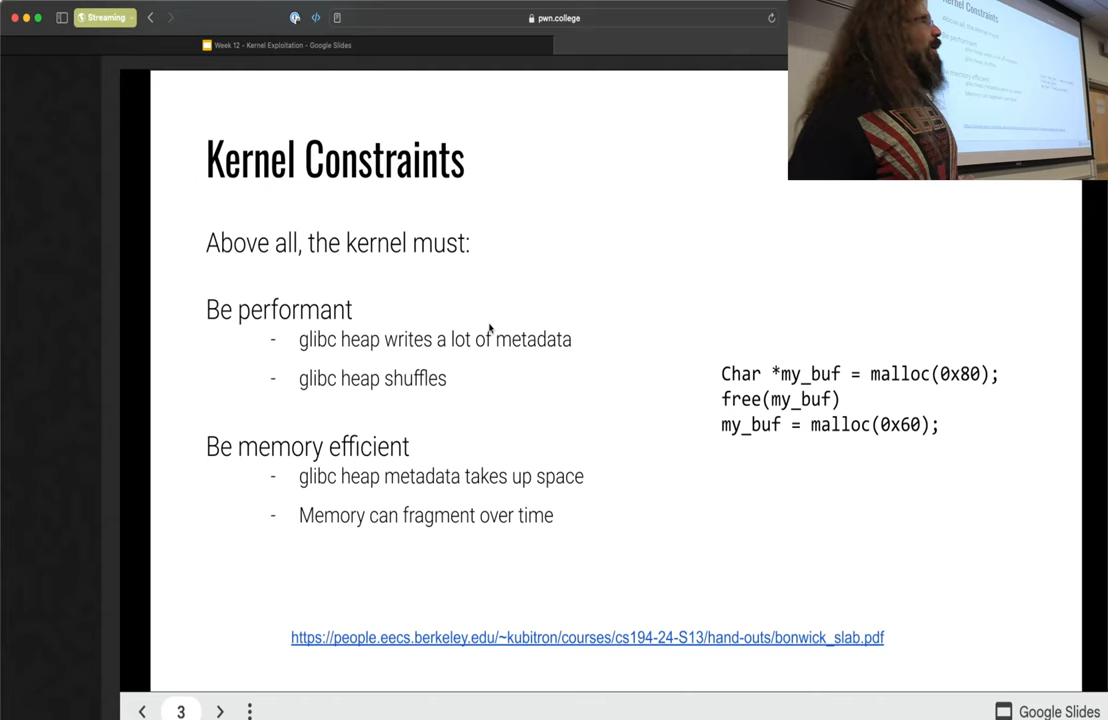 Streaming
pwn.college
Week 12 - Kernel Exploitation - Google Slides
Kernel Constraints
Kernel Constraints
Above all, the kernel must:
Be performant
- glibc heap writes a lot of metadata
- glibc heap shuffles
Char *my_buf = malloc(0x80);
free(my_buf)
my_buf = malloc(0x60);
Be memory efficient
- glibc heap metadata takes up space
- Memory can fragment over time
https://people.eecs.berkeley.edu/~kubitron/courses/cs194-24-S13/hand-outs/bonwick_slab.pdf
3
Google Slides